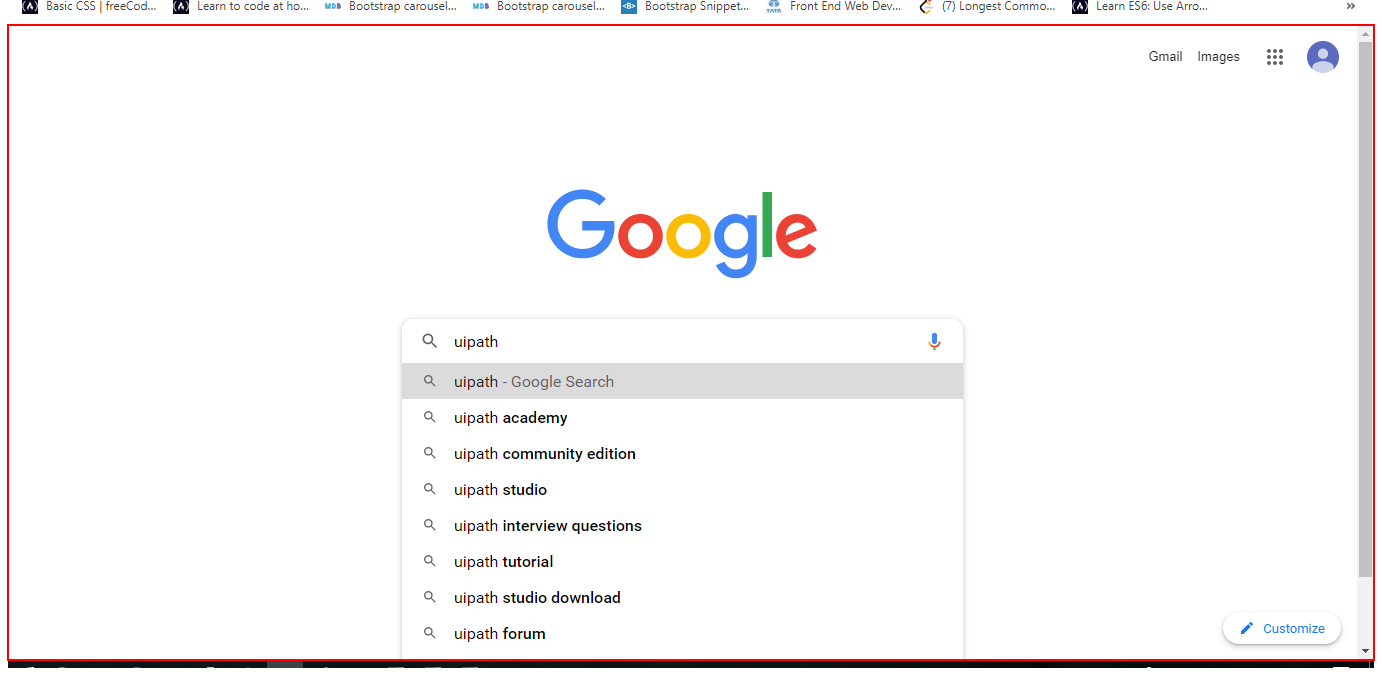 Basic CSS | freeCod... Learn to code at ho... MDB Bootstrap carousel... MDB Bootstrap carousel... <B> Bootstrap Snippet... TATA Front End Web Dev... (7) Longest Commo... Learn ES6: Use Arro... »
Gmail Images
Google
uipath
uipath - Google Search
uipath academy
uipath community edition
uipath studio
uipath interview questions
uipath tutorial
uipath studio download
uipath forum
Customize